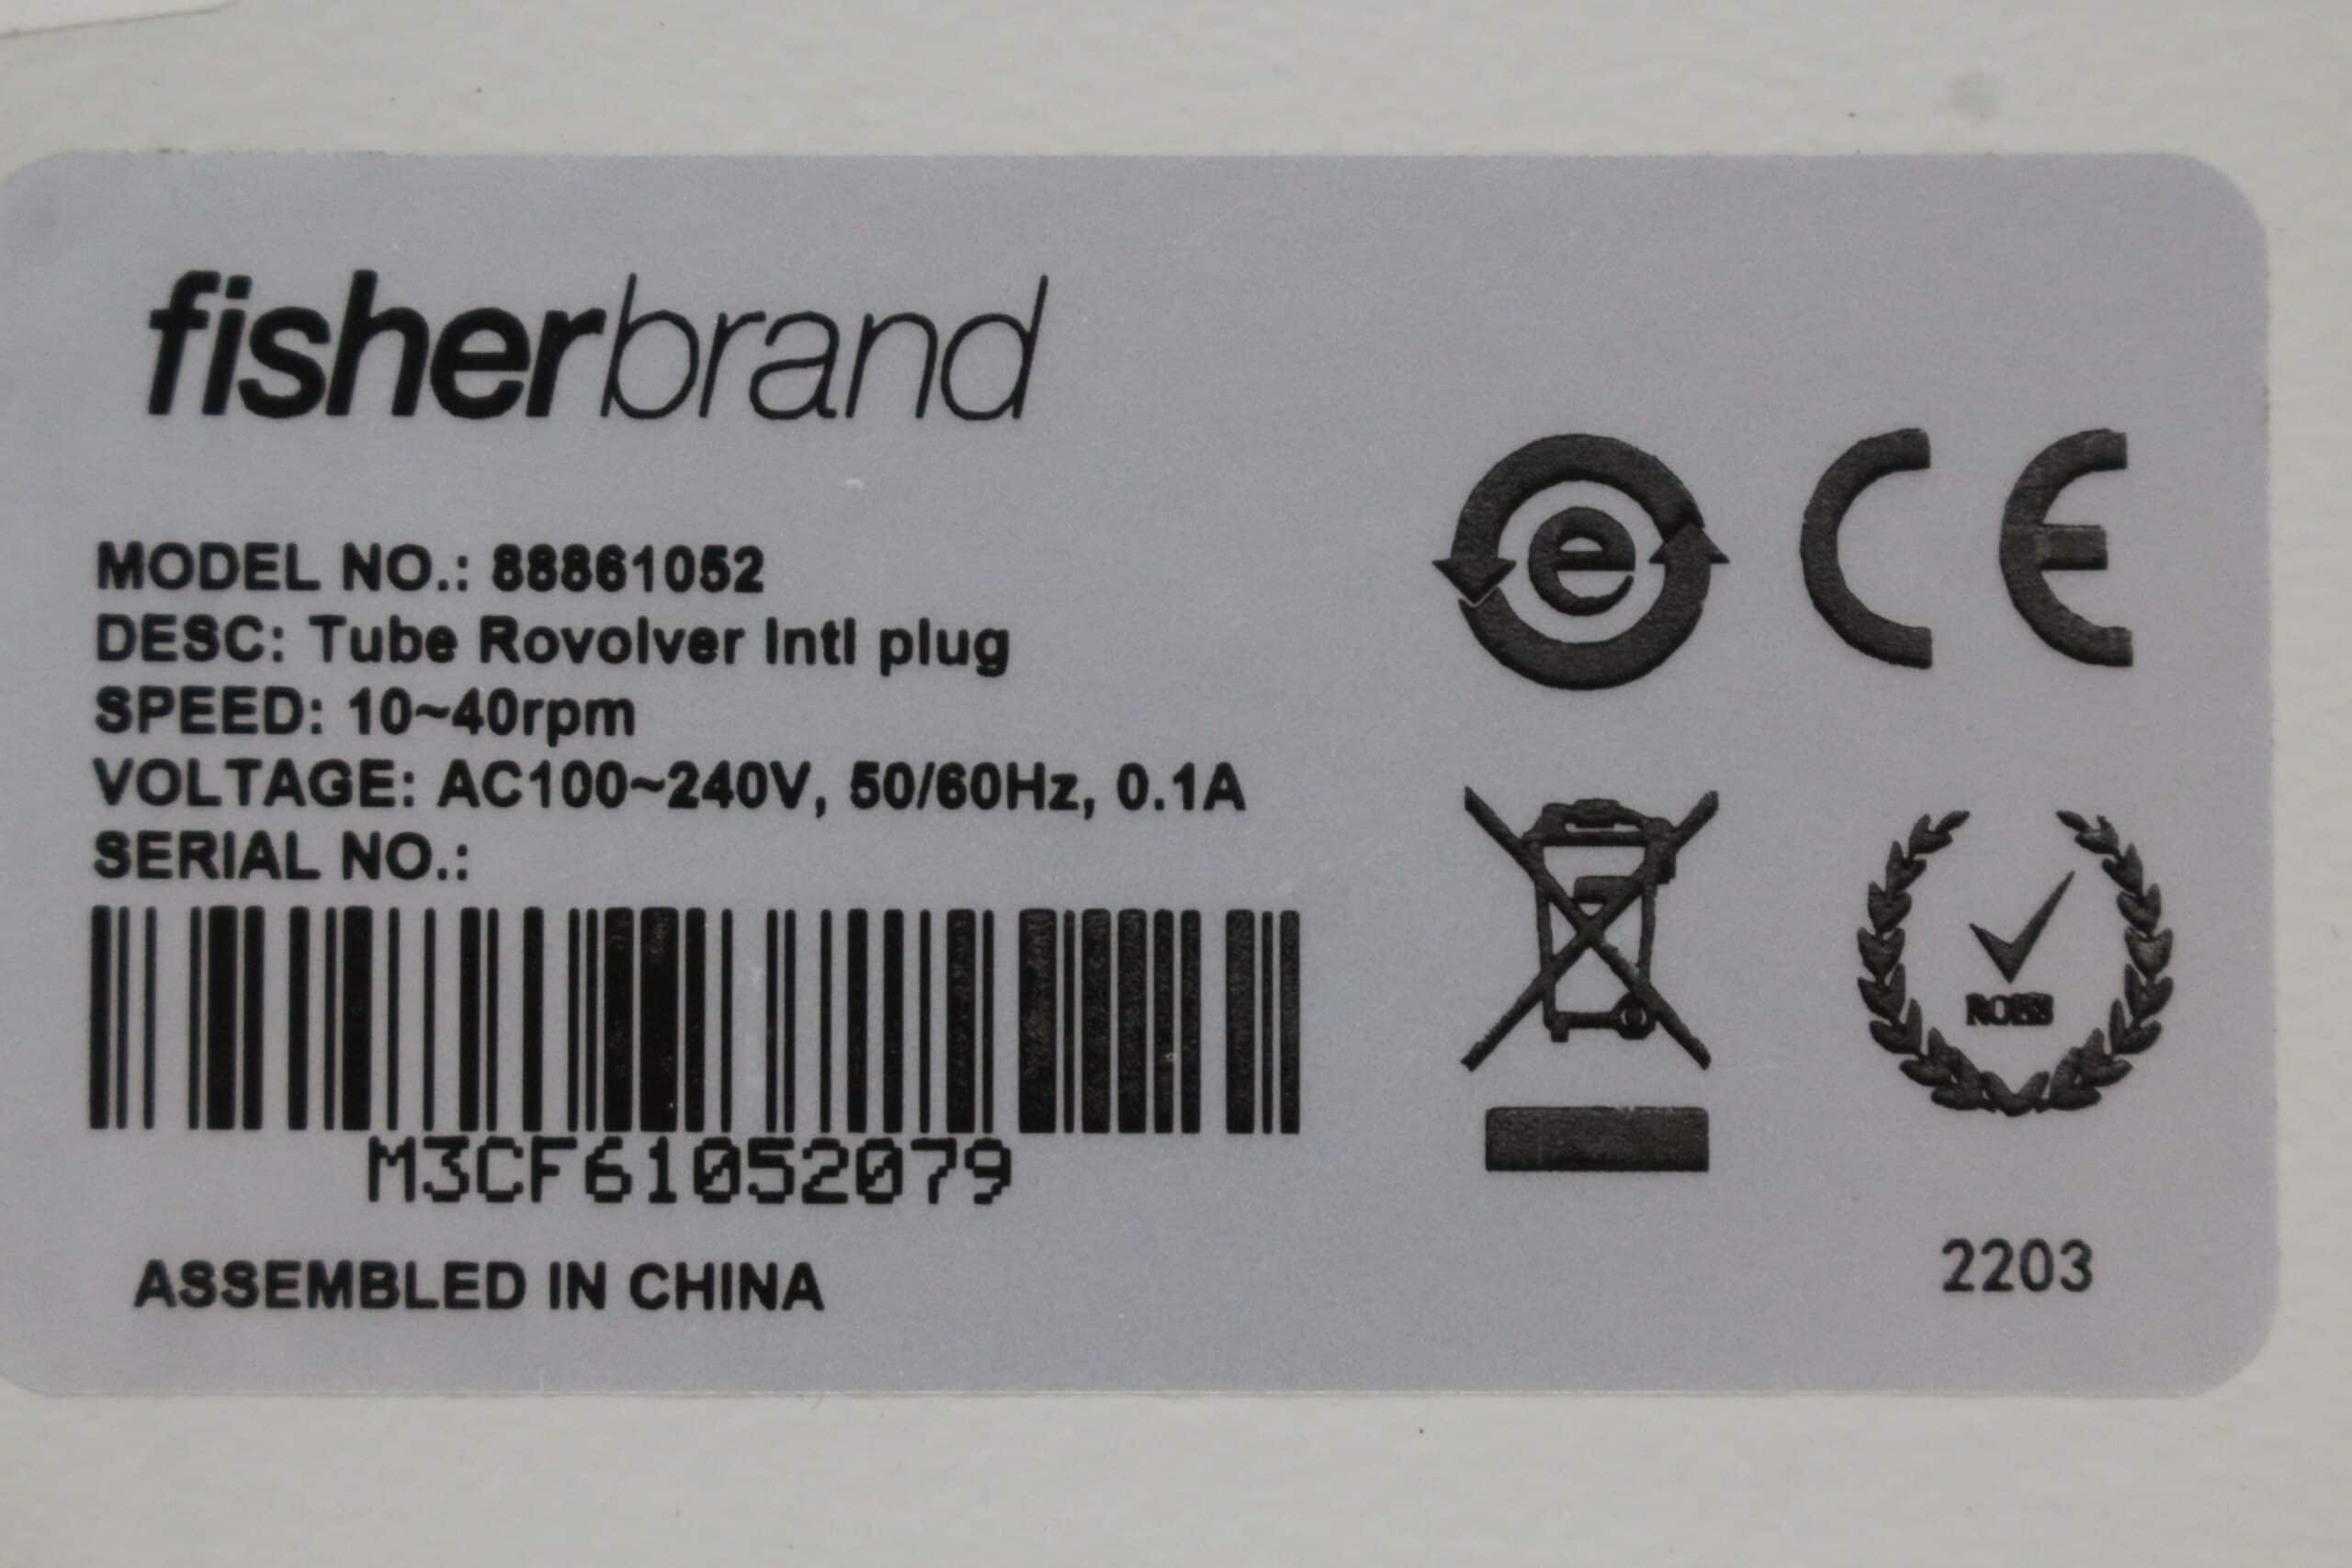 fisherbrand
MODEL NO.: 88861052
DESC: Tube Rovolver Intl plug
SPEED: 10~40rpm
VOLTAGE: AC100~240V, 50/60Hz, 0.1A
SERIAL NO.:
M3CF61052079
ASSEMBLED IN CHINA
e
CE
ROHS
2203